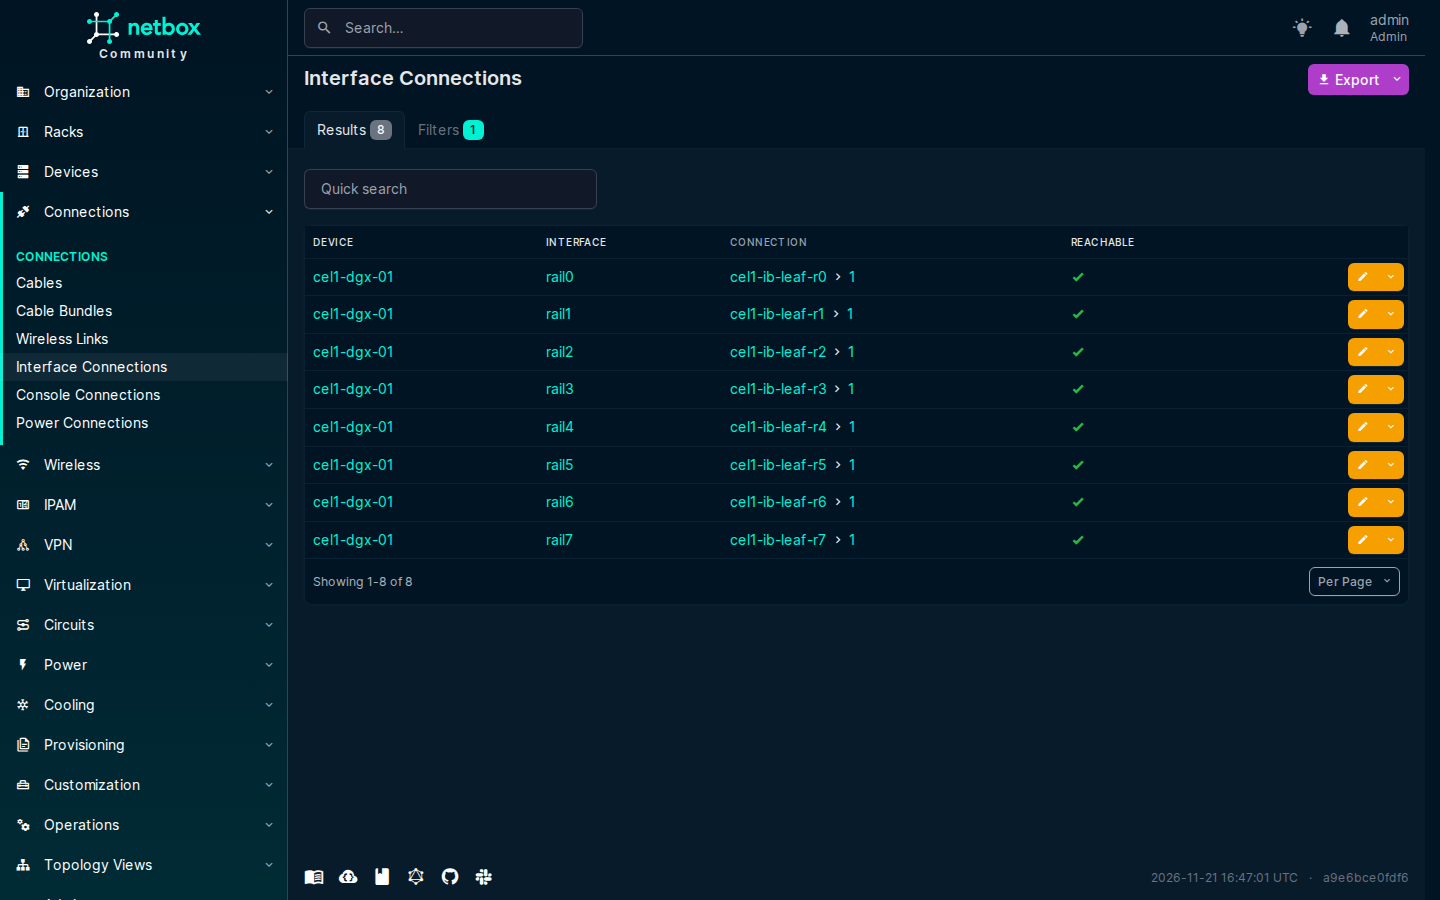 netbox
Community
Organization
Racks
Devices
Connections
CONNECTIONS
Cables
Cable Bundles
Wireless Links
Interface Connections
Console Connections
Power Connections
Wireless
IPAM
VPN
Virtualization
Circuits
Power
Cooling
Provisioning
Customization
Operations
Topology Views
Search...
admin
Admin
Interface Connections
Export
Results 8 Filters 1
Quick search
DEVICE INTERFACE CONNECTION REACHABLE
cel1-dgx-01 rail0 cel1-ib-leaf-r0 > 1
cel1-dgx-01 rail1 cel1-ib-leaf-r1 > 1
cel1-dgx-01 rail2 cel1-ib-leaf-r2 > 1
cel1-dgx-01 rail3 cel1-ib-leaf-r3 > 1
cel1-dgx-01 rail4 cel1-ib-leaf-r4 > 1
cel1-dgx-01 rail5 cel1-ib-leaf-r5 > 1
cel1-dgx-01 rail6 cel1-ib-leaf-r6 > 1
cel1-dgx-01 rail7 cel1-ib-leaf-r7 > 1
Showing 1-8 of 8
Per Page
2026-11-21 16:47:01 UTC · a9e6bce0fdf6